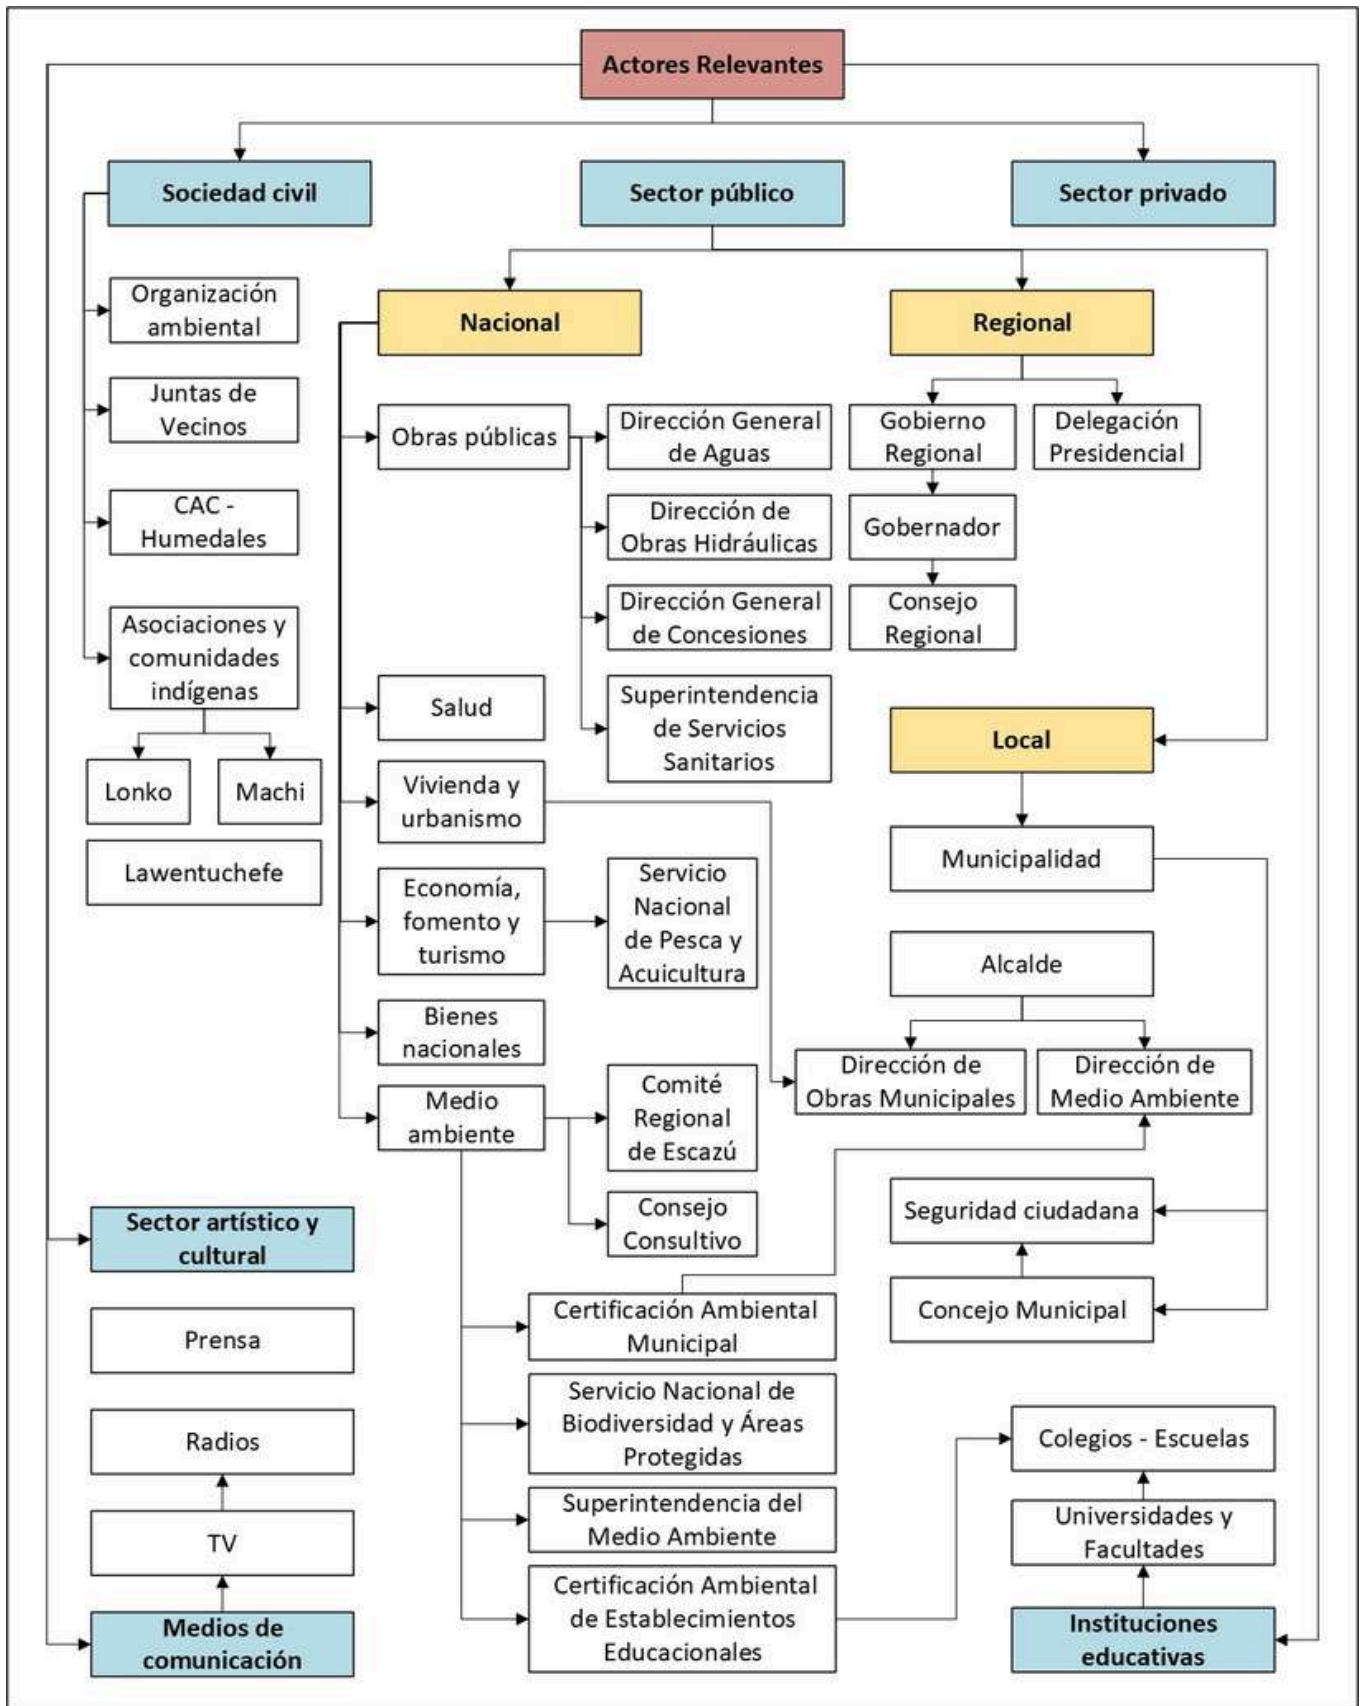 Actores Relevantes
Sociedad civil
Sector público
Sector privado
Organización
ambiental
Juntas de
Vecinos
CAC -
Humedales
Asociaciones y
comunidades
indígenas
Lonko
Machi
Lawentuchefe
Nacional
Regional
Obras públicas
Dirección General
de Aguas
Dirección de
Obras Hidráulicas
Dirección General
de Concesiones
Superintendencia
de Servicios
Sanitarios
Gobierno
Regional
Delegación
Presidencial
Gobernador
Consejo
Regional
Salud
Vivienda y
urbanismo
Economía,
fomento y
turismo
Servicio
Nacional
de Pesca y
Acuicultura
Bienes
nacionales
Medio
ambiente
Comité
Regional
de Escazú
Consejo
Consultivo
Local
Municipalidad
Alcalde
Dirección de
Obras Municipales
Dirección de
Medio Ambiente
Seguridad ciudadana
Concejo Municipal
Certificación Ambiental
Municipal
Servicio Nacional de
Biodiversidad y Áreas
Protegidas
Superintendencia del
Medio Ambiente
Certificación Ambiental
de Establecimientos
Educacionales
Sector artístico y
cultural
Prensa
Radios
TV
Medios de
comunicación
Colegios - Escuelas
Universidades y
Facultades
Instituciones
educativas